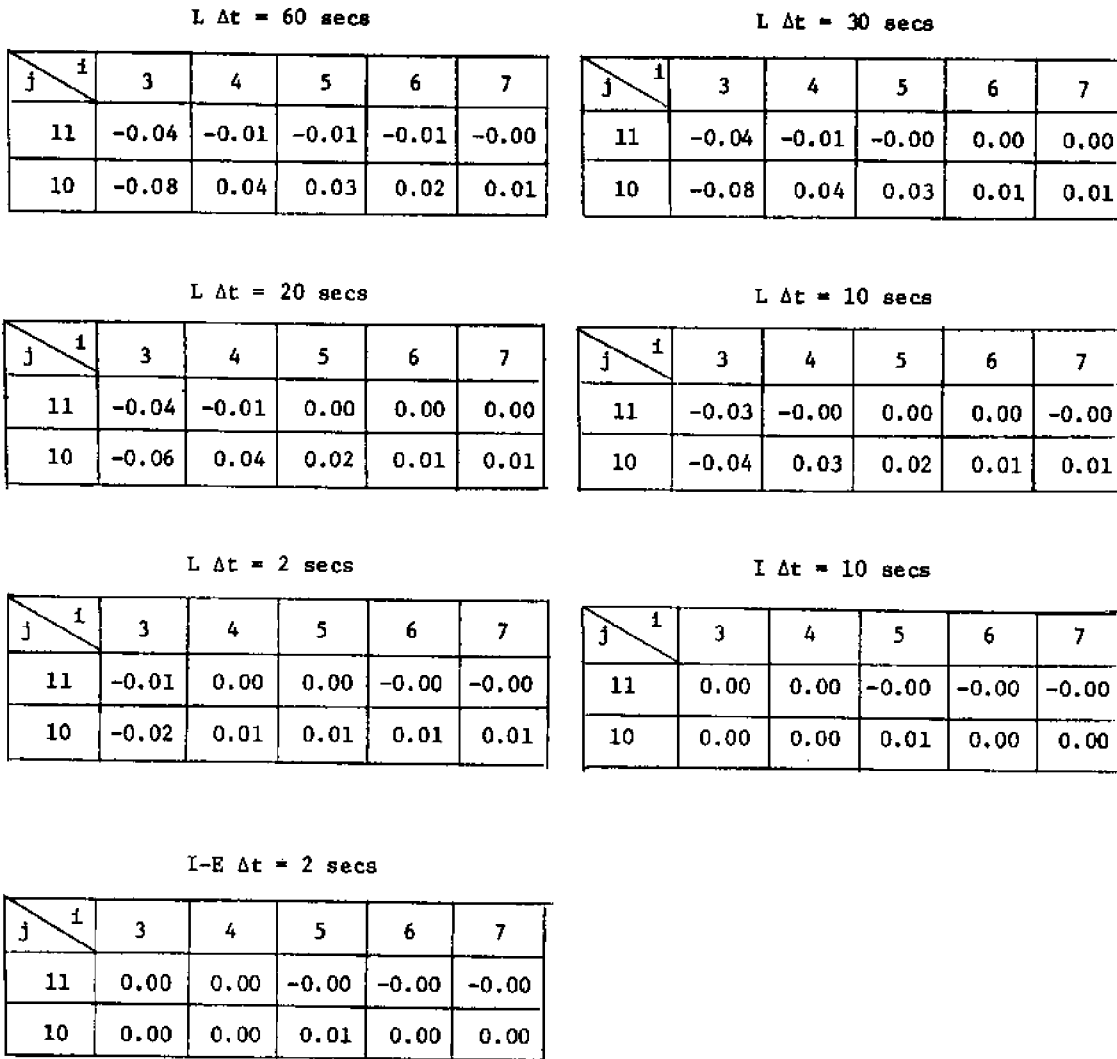 L Δt = 60 secs
j i 3 4 5 6 7
11 -0.04 -0.01 -0.01 -0.01 -0.00
10 -0.08 0.04 0.03 0.02 0.01
L Δt = 30 secs
j i 3 4 5 6 7
11 -0.04 -0.01 -0.00 0.00 0.00
10 -0.08 0.04 0.03 0.01 0.01
L Δt = 20 secs
j i 3 4 5 6 7
11 -0.04 -0.01 0.00 0.00 0.00
10 -0.06 0.04 0.02 0.01 0.01
L Δt = 10 secs
j i 3 4 5 6 7
11 -0.03 -0.00 0.00 0.00 -0.00
10 -0.04 0.03 0.02 0.01 0.01
L Δt = 2 secs
j i 3 4 5 6 7
11 -0.01 0.00 0.00 -0.00 -0.00
10 -0.02 0.01 0.01 0.01 0.01
I Δt = 10 secs
j i 3 4 5 6 7
11 0.00 0.00 -0.00 -0.00 -0.00
10 0.00 0.00 0.01 0.00 0.00
I-E Δt = 2 secs
j i 3 4 5 6 7
11 0.00 0.00 -0.00 -0.00 -0.00
10 0.00 0.00 0.01 0.00 0.00